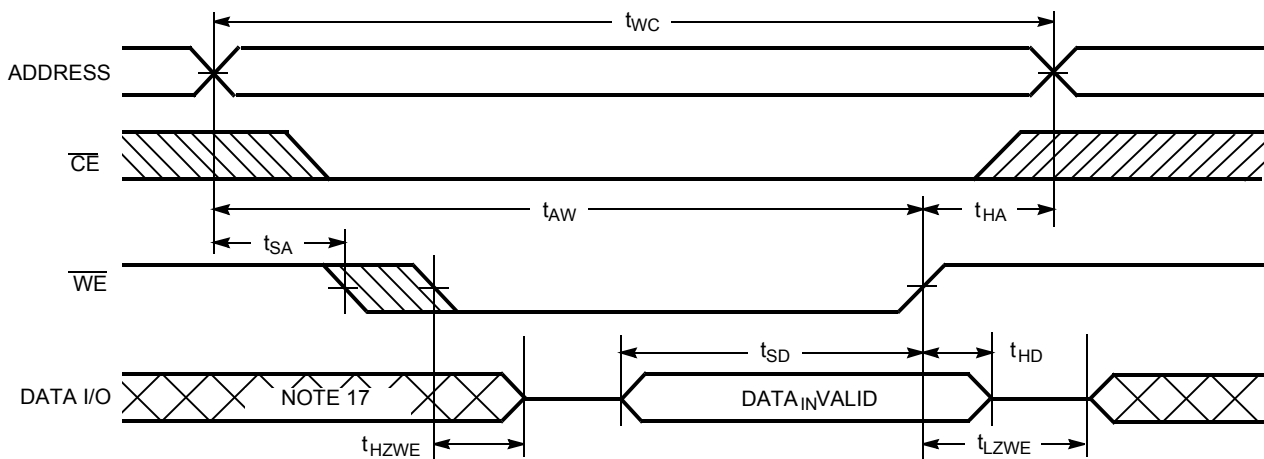 tWC
ADDRESS
CE
tAW
tHA
tSA
WE
tSD
tHD
DATA I/O
NOTE 17
DATAINVALID
tHZWE
tLZWE